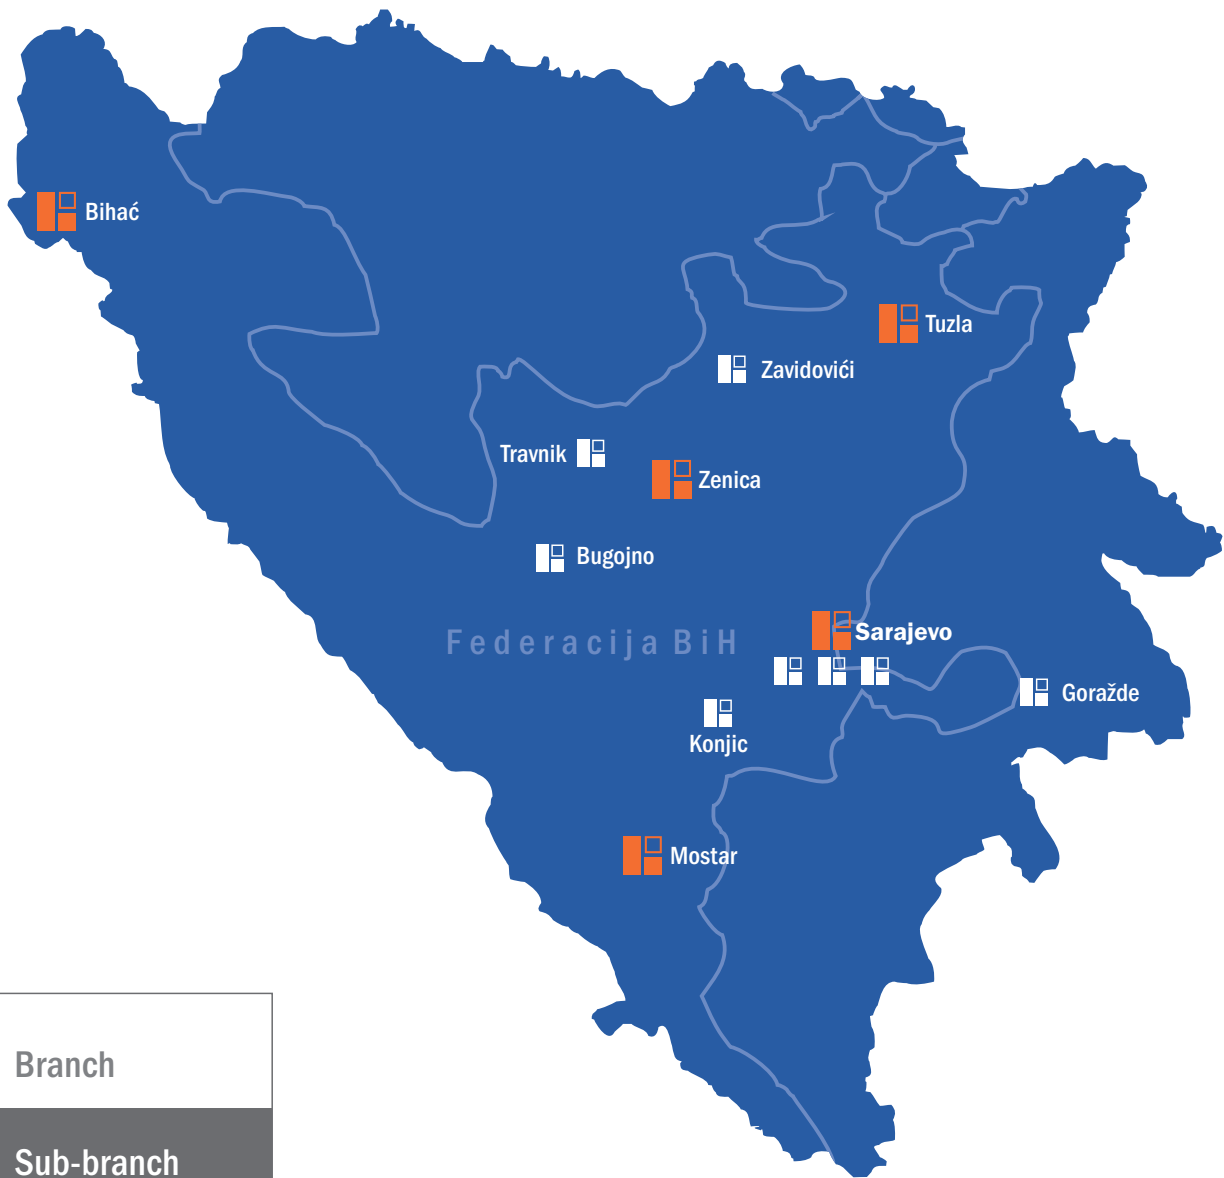 Bihać
Tuzla
Zavidovići
Travnik
Zenica
Bugojno
Federacija BiH
Sarajevo
Goražde
Konjic
Mostar
Branch
Sub-branch